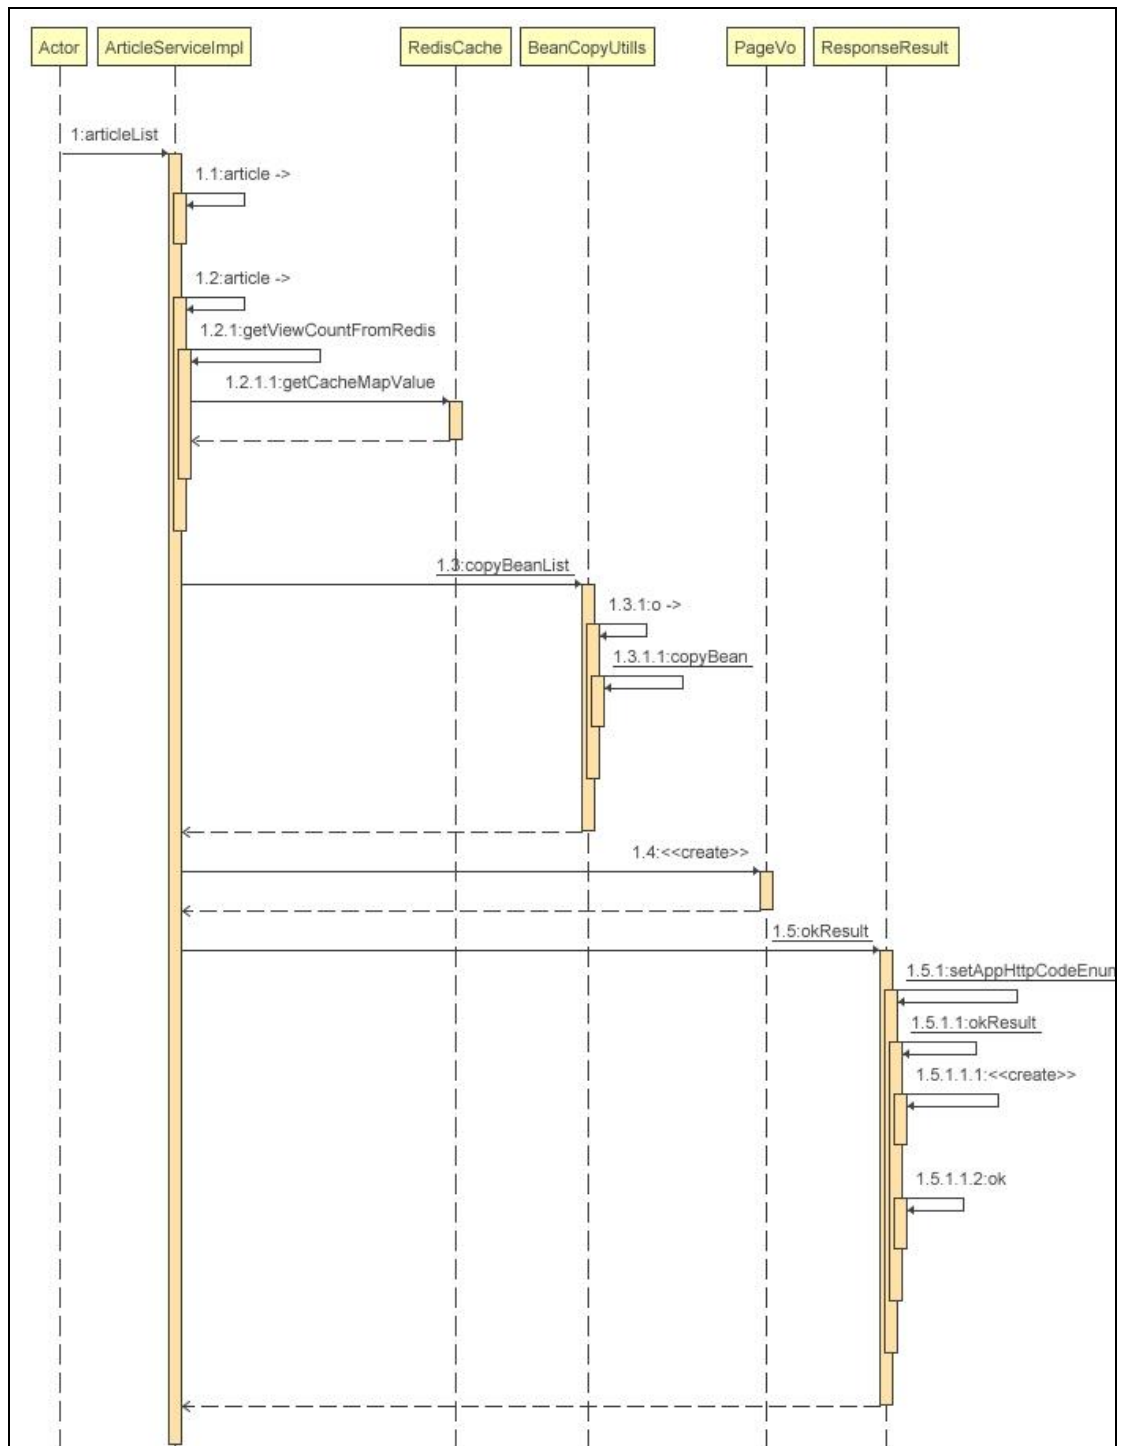 Actor
ArticleServiceImpl
RedisCache
BeanCopyUtills
PageVo
ResponseResult
1:articleList
1.1:article ->
1.2:article ->
1.2.1:getViewCountFromRedis
1.2.1.1:getCacheMapValue
1.3:copyBeanList
1.3.1:o ->
1.3.1.1:copyBean
1.4:<<create>>
1.5:okResult
1.5.1:setAppHttpCodeEnum
1.5.1.1:okResult
1.5.1.1.1:<<create>>
1.5.1.1.2:ok